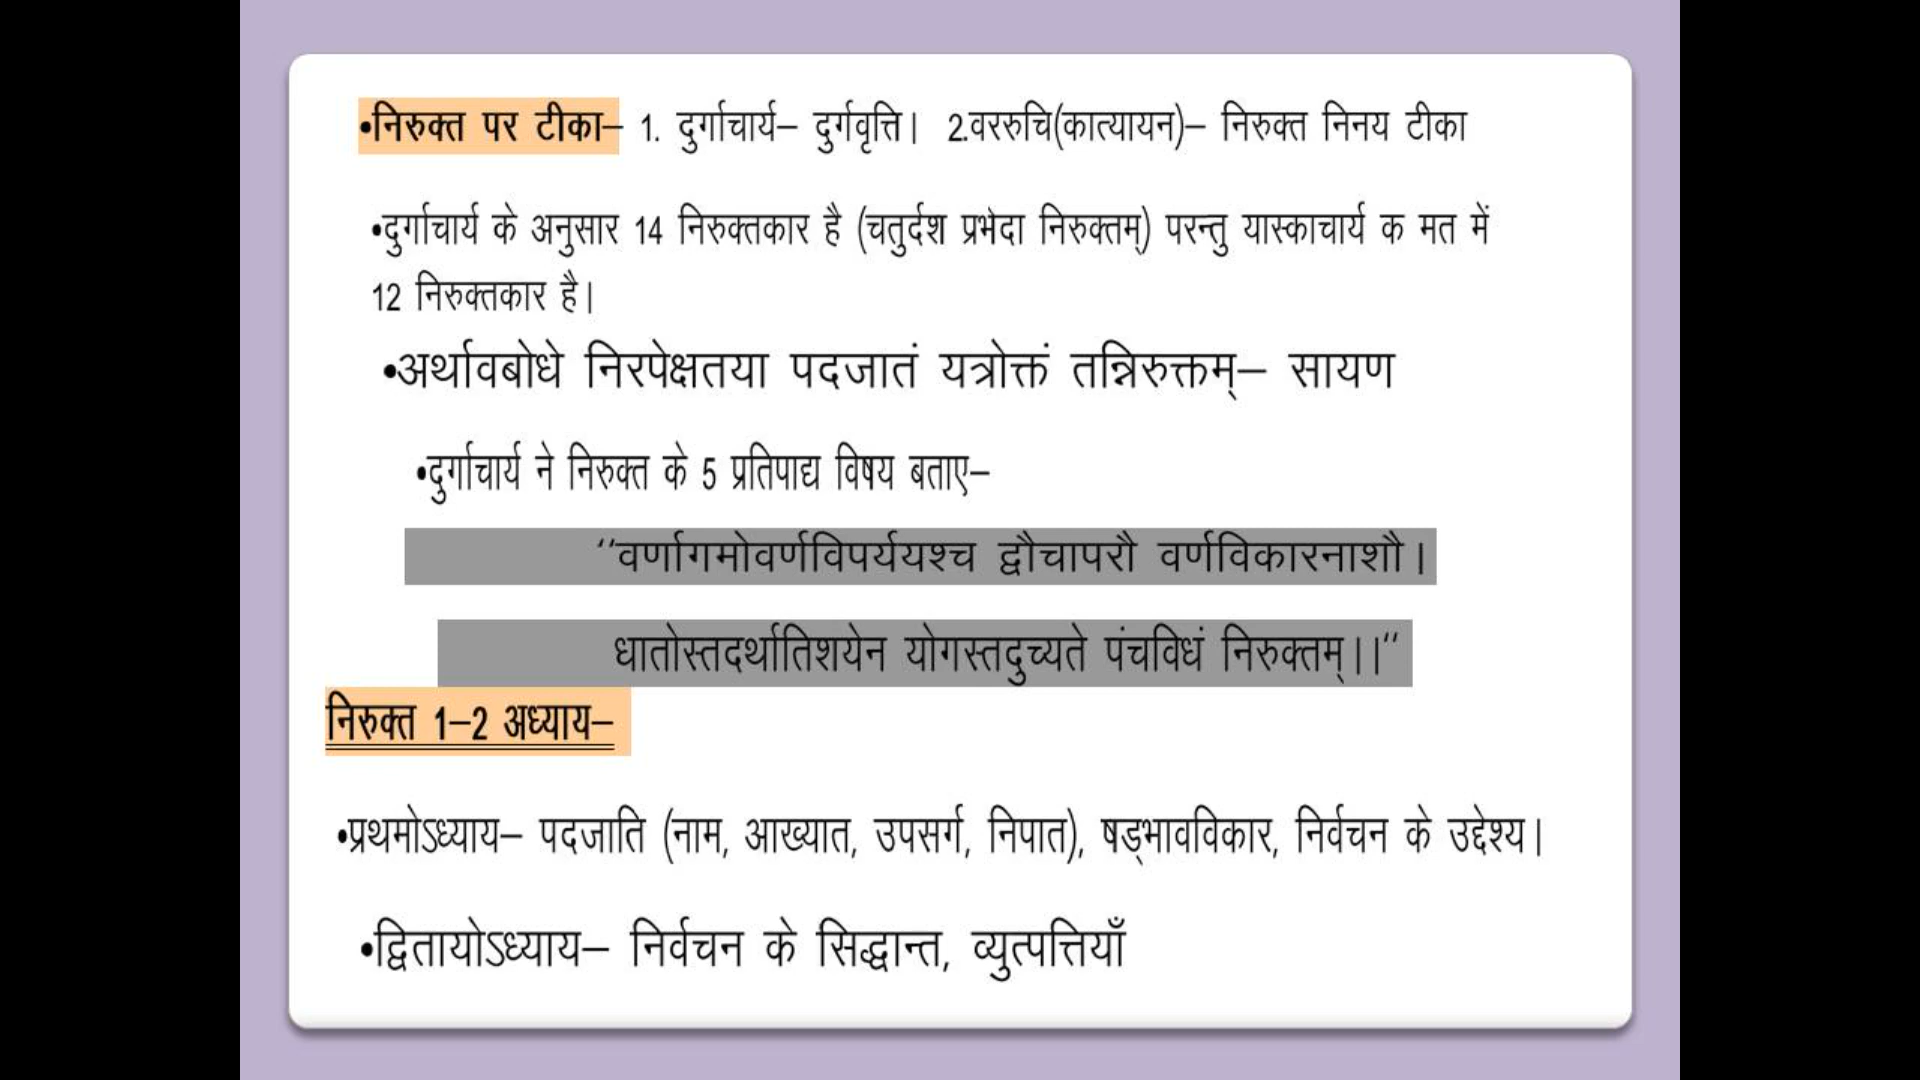 •निरुक्त पर टीका– 1. दुर्गाचार्य– दुर्गवृत्ति। 2.वररुचि(कात्यायन)– निरुक्त निनय टीका
•दुर्गाचार्य के अनुसार 14 निरुक्तकार है (चतुर्दश प्रभेदा निरुक्तम्) परन्तु यास्काचार्य क मत में
12 निरुक्तकार है।
•अर्थावबोधे निरपेक्षतया पदजातं यत्रोक्तं तन्निरुक्तम्– सायण
•दुर्गाचार्य ने निरुक्त के 5 प्रतिपाद्य विषय बताए–
‘‘वर्णागमोवर्णविपर्ययश्च द्वौचापरौ वर्णविकारनाशौ।
धातोस्तदर्थातिशयेन योगस्तदुच्यते पंचविधं निरुक्तम्।।‘‘
निरुक्त 1–2 अध्याय–
•प्रथमोऽध्याय– पदजाति (नाम, आख्यात, उपसर्ग, निपात), षड्भावविकार, निर्वचन के उद्देश्य।
•द्वितायोऽध्याय– निर्वचन के सिद्धान्त, व्युत्पत्तियाँ